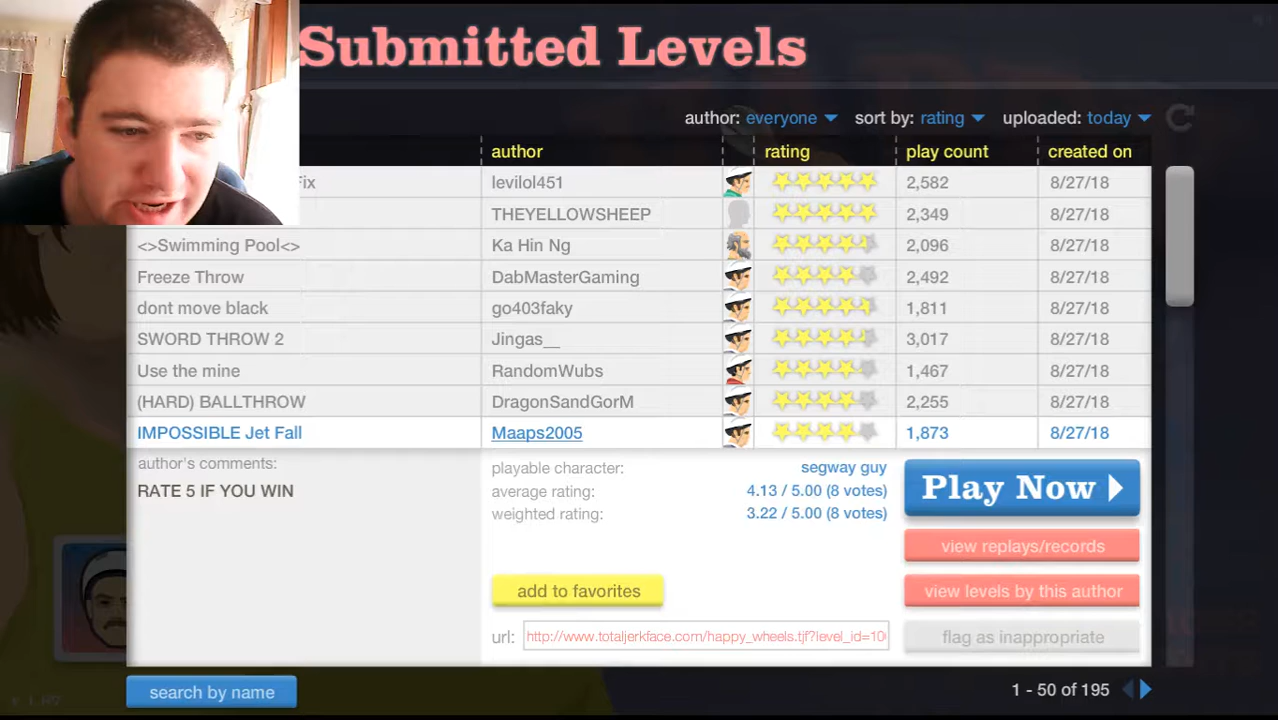 Submitted Levels
author: everyone sort by: rating uploaded: today
author rating play count created on
Fix levilol451 2,582 8/27/18
THEYELLOWSHEEP 2,349 8/27/18
<>Swimming Pool<> Ka Hin Ng 2,096 8/27/18
Freeze Throw DabMasterGaming 2,492 8/27/18
dont move black go403faky 1,811 8/27/18
SWORD THROW 2 Jingas__ 3,017 8/27/18
Use the mine RandomWubs 1,467 8/27/18
(HARD) BALLTHROW DragonSandGorM 2,255 8/27/18
IMPOSSIBLE Jet Fall Maaps2005 1,873 8/27/18
author's comments:
RATE 5 IF YOU WIN
playable character: segway guy
average rating: 4.13 / 5.00 (8 votes)
weighted rating: 3.22 / 5.00 (8 votes)
Play Now
view replays/records
add to favorites
view levels by this author
url: http://www.totaljerkface.com/happy_wheels.tjf?level_id=10
flag as inappropriate
search by name
1 - 50 of 195